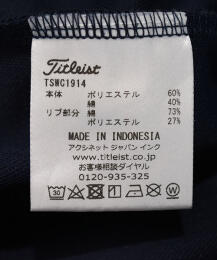 Titleist
TSWC1914
本体 ポリエステル 60%
綿 40%
リブ部分 綿 73%
ポリエステル 27%
MADE IN INDONESIA
アクシネット ジャパン インク
www.titleist.co.jp
お客様相談ダイヤル
0120-935-325
30
W